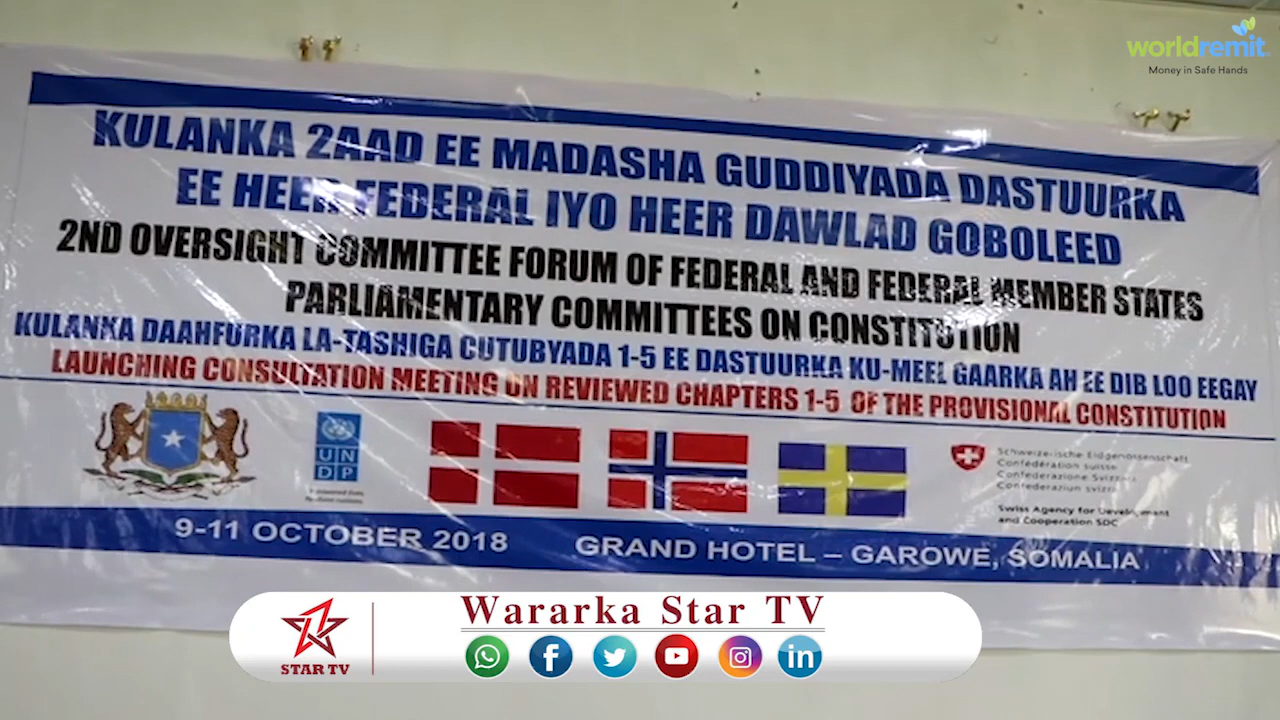 worldremit
Money in Safe Hands
KULANKA 2AAD EE MADASHA GUDDIYADA DASTUURKA
EE HEER FEDERAL IYO HEER DAWLAD GOBOLEED
2ND OVERSIGHT COMMITTEE FORUM OF FEDERAL AND FEDERAL MEMBER STATES
PARLIAMENTARY COMMITTEES ON CONSTITUTION
KULANKA DAAHFURKA LA-TASHIGA CUTUBYADA 1-5 EE DASTUURKA KU-MEEL GAARKA AH EE DIB LOO EEGAY
LAUNCHING CONSULTATION MEETING ON REVIEWED CHAPTERS 1-5 OF THE PROVISIONAL CONSTITUTION
UN
DP
Schweizerische Eidgenossenschaft
Confédération suisse
Confederazione Svizzera
Confederaziun svizra
Swiss Agency for Development
and Cooperation SDC
9-11 OCTOBER 2018 GRAND HOTEL – GAROWE, SOMALIA
Wararka Star TV
STAR TV